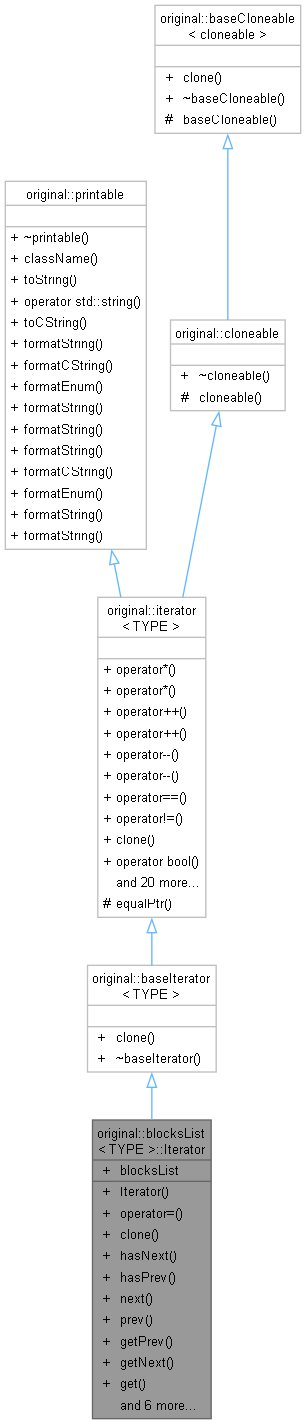 original::baseCloneable
< cloneable >
+ clone()
+ ~baseCloneable()
# baseCloneable()
original::printable
+ ~printable()
+ className()
+ toString()
+ operator std::string()
+ toCString()
+ formatString()
+ formatCString()
+ formatEnum()
+ formatString()
+ formatString()
+ formatString()
+ formatCString()
+ formatEnum()
+ formatString()
+ formatString()
original::cloneable
+ ~cloneable()
# cloneable()
original::iterator
< TYPE >
+ operator*()
+ operator*()
+ operator++()
+ operator++()
+ operator--()
+ operator--()
+ operator==()
+ operator!=()
+ clone()
+ operator bool()
and 20 more...
# equalPtr()
original::baseIterator
< TYPE >
+ clone()
+ ~baseIterator()
original::blocksList
< TYPE >::Iterator
+ blocksList
+ Iterator()
+ operator=()
+ clone()
+ hasNext()
+ hasPrev()
+ next()
+ prev()
+ getPrev()
+ getNext()
+ get()
and 6 more...